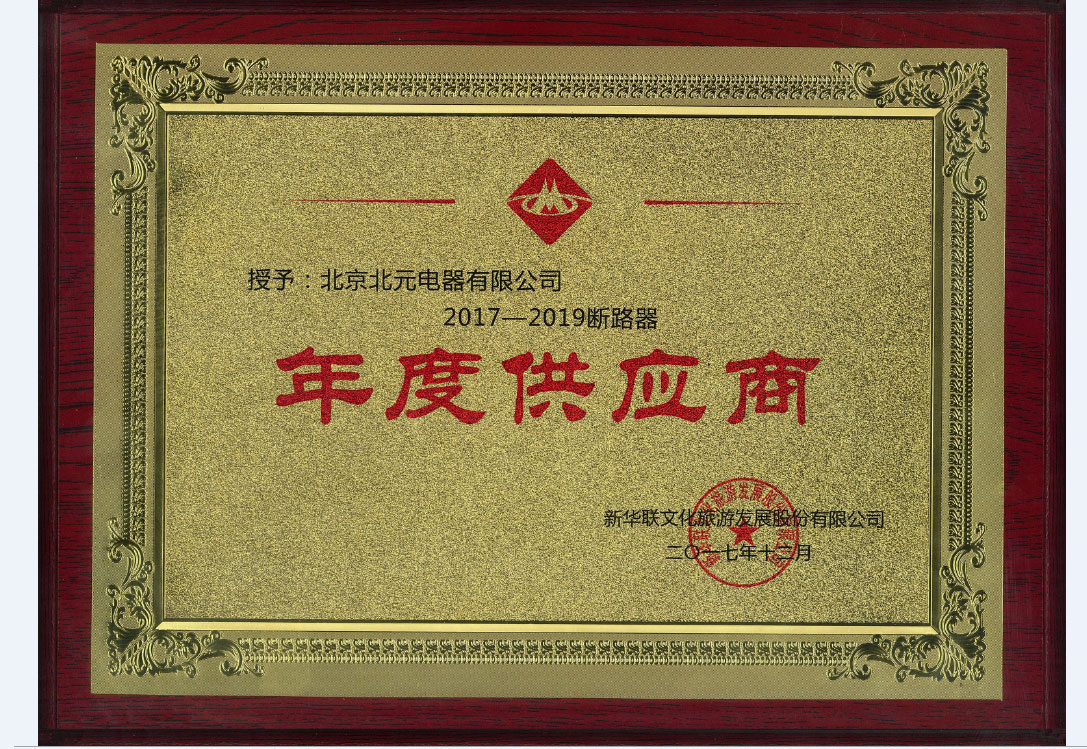 授予：北京北元电器有限公司
2017—2019断路器
年度供应商
新华联文化旅游发展股份有限公司
二〇一七年十二月